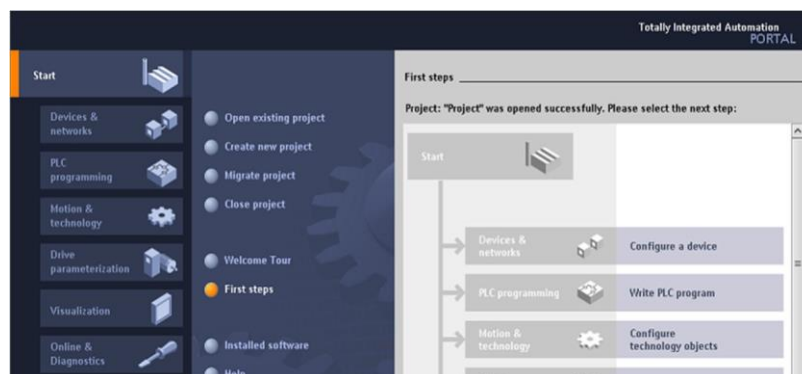 Totally Integrated Automation
PORTAL
Start
Devices &
networks
PLC
programming
Motion &
technology
Drive
parameterization
Visualization
Online &
Diagnostics
Open existing project
Create new project
Migrate project
Close project
Welcome Tour
First steps
Installed software
Help
First steps
Project: "Project" was opened successfully. Please select the next step:
Start
Devices &
networks
Configure a device
PLC programming
Write PLC program
Motion &
technology
Configure
technology objects